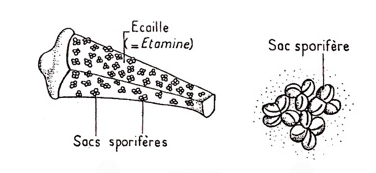 Ecaille
(= Etamine)
Sacs sporifères
Sac sporifère